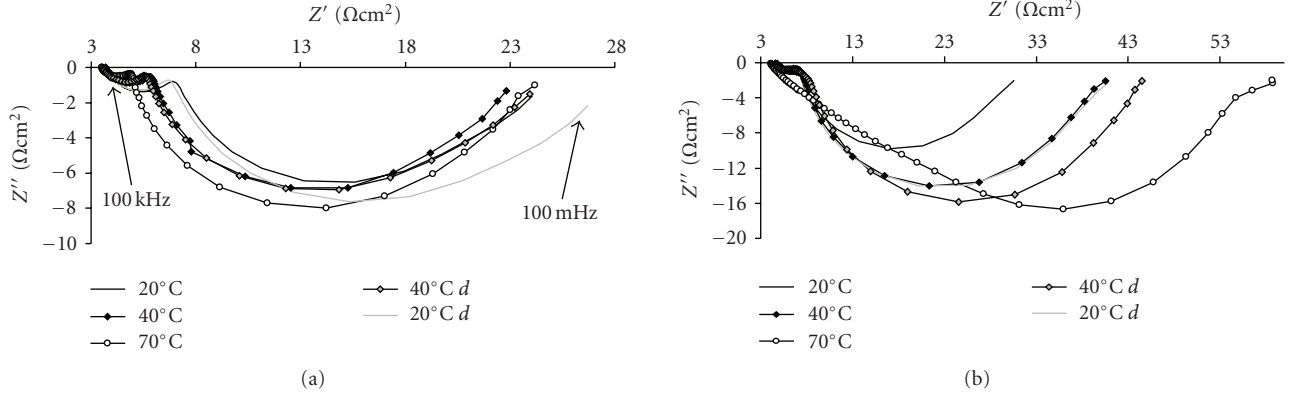 Z′ (Ωcm²)
3 8 13 18 23 28
0
−2
−4
−6
−8
−10
Z″ (Ωcm²)
100 kHz
100 mHz
20°C
40°C
70°C
40°C d
20°C d
(a)
Z′ (Ωcm²)
3 13 23 33 43 53
0
−4
−8
−12
−16
−20
Z″ (Ωcm²)
20°C
40°C
70°C
40°C d
20°C d
(b)